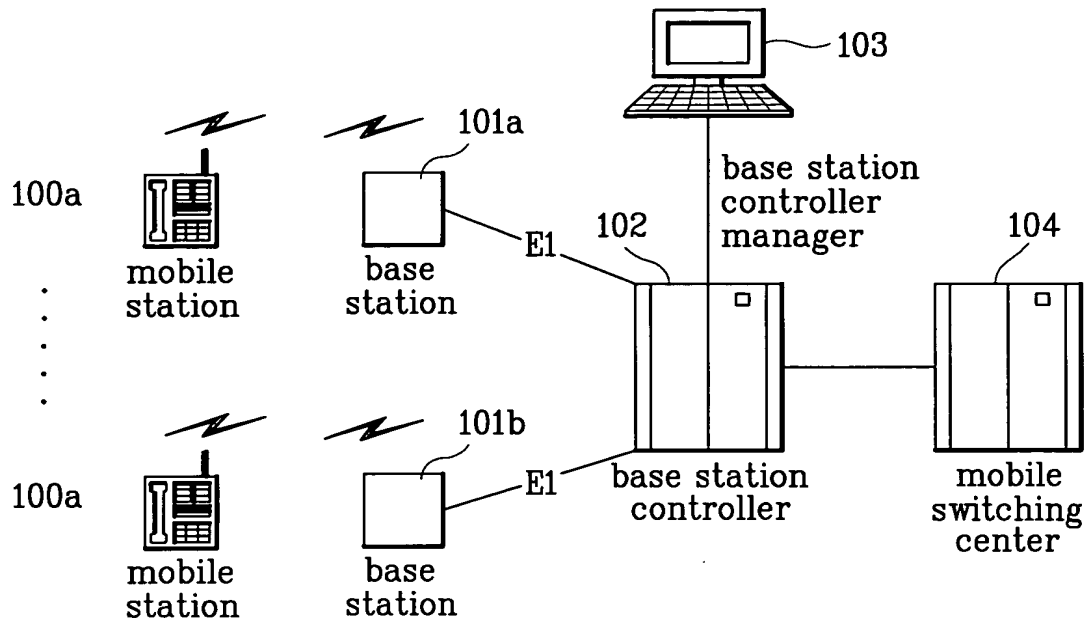 103
101a
100a
base station
controller
manager
102
104
E1
mobile
station
base
station
101b
100a
E1
base station
controller
mobile
switching
center
mobile
station
base
station